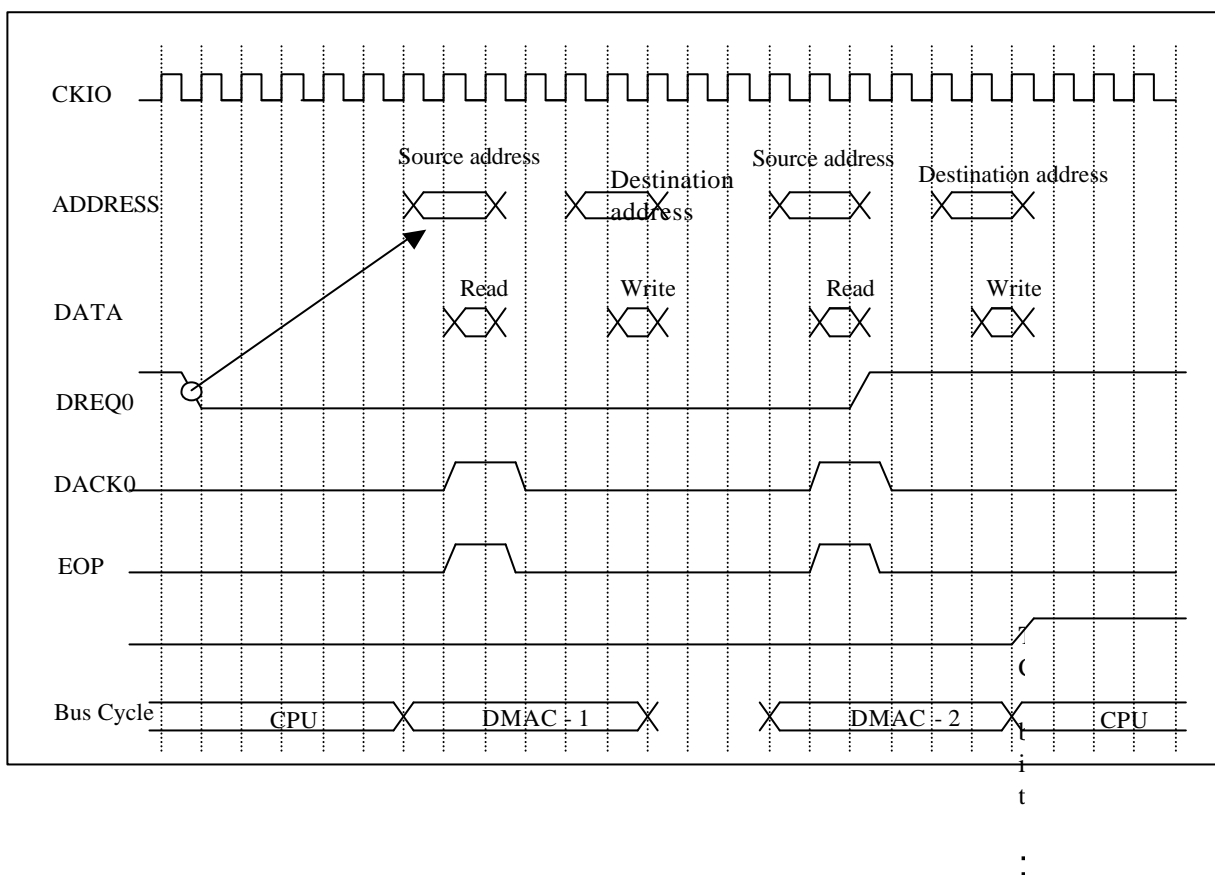 CKIO
Source address
Source address
Destination address
Destination
address
ADDRESS
Read
Write
Read
Write
DATA
DREQ0
DACK0
EOP
Bus Cycle
CPU
DMAC - 1
DMAC - 2
CPU
i
t
: